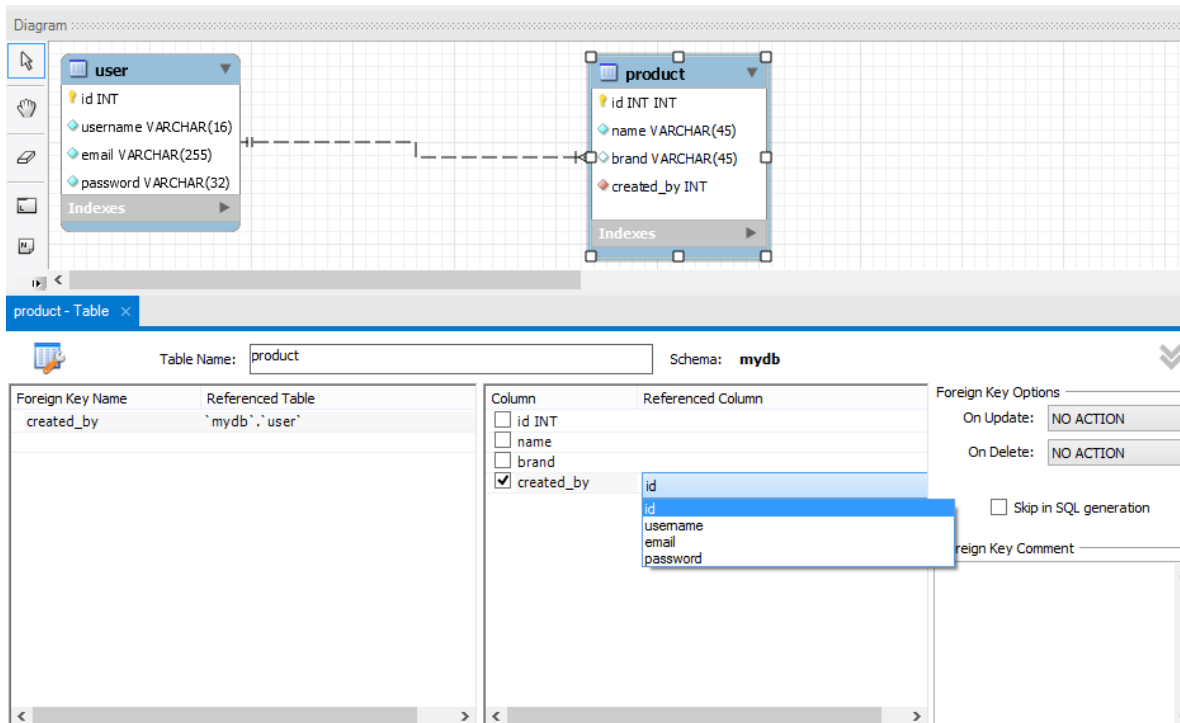 Diagram
user
id INT
username VARCHAR(16)
email VARCHAR(255)
password VARCHAR(32)
Indexes
product
id INT INT
name VARCHAR(45)
brand VARCHAR(45)
created_by INT
Indexes
product - Table ×
Table Name: product Schema: mydb
Foreign Key Name Referenced Table
created_by `mydb`.`user`
Column Referenced Column
id INT
name
brand
created_by id
id
username
email
password
Foreign Key Options
On Update: NO ACTION
On Delete: NO ACTION
Skip in SQL generation
reign Key Comment